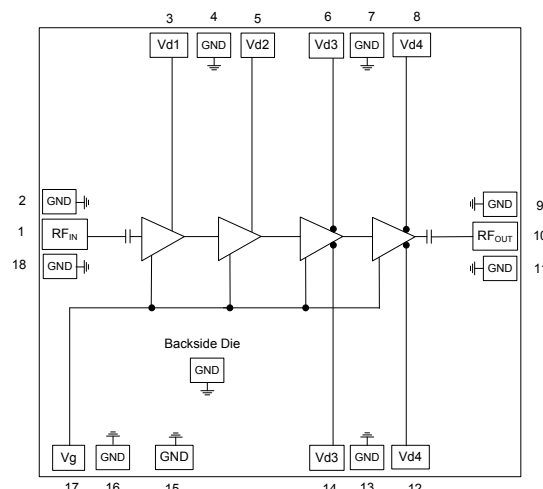 3 4 5 6 7 8
Vd1 GND Vd2 Vd3 GND Vd4
2 GND GND 9
1 RFIN RFOUT 10
18 GND GND 11
Backside Die
GND
Vg GND GND Vd3 GND Vd4
17 16 15 14 13 12